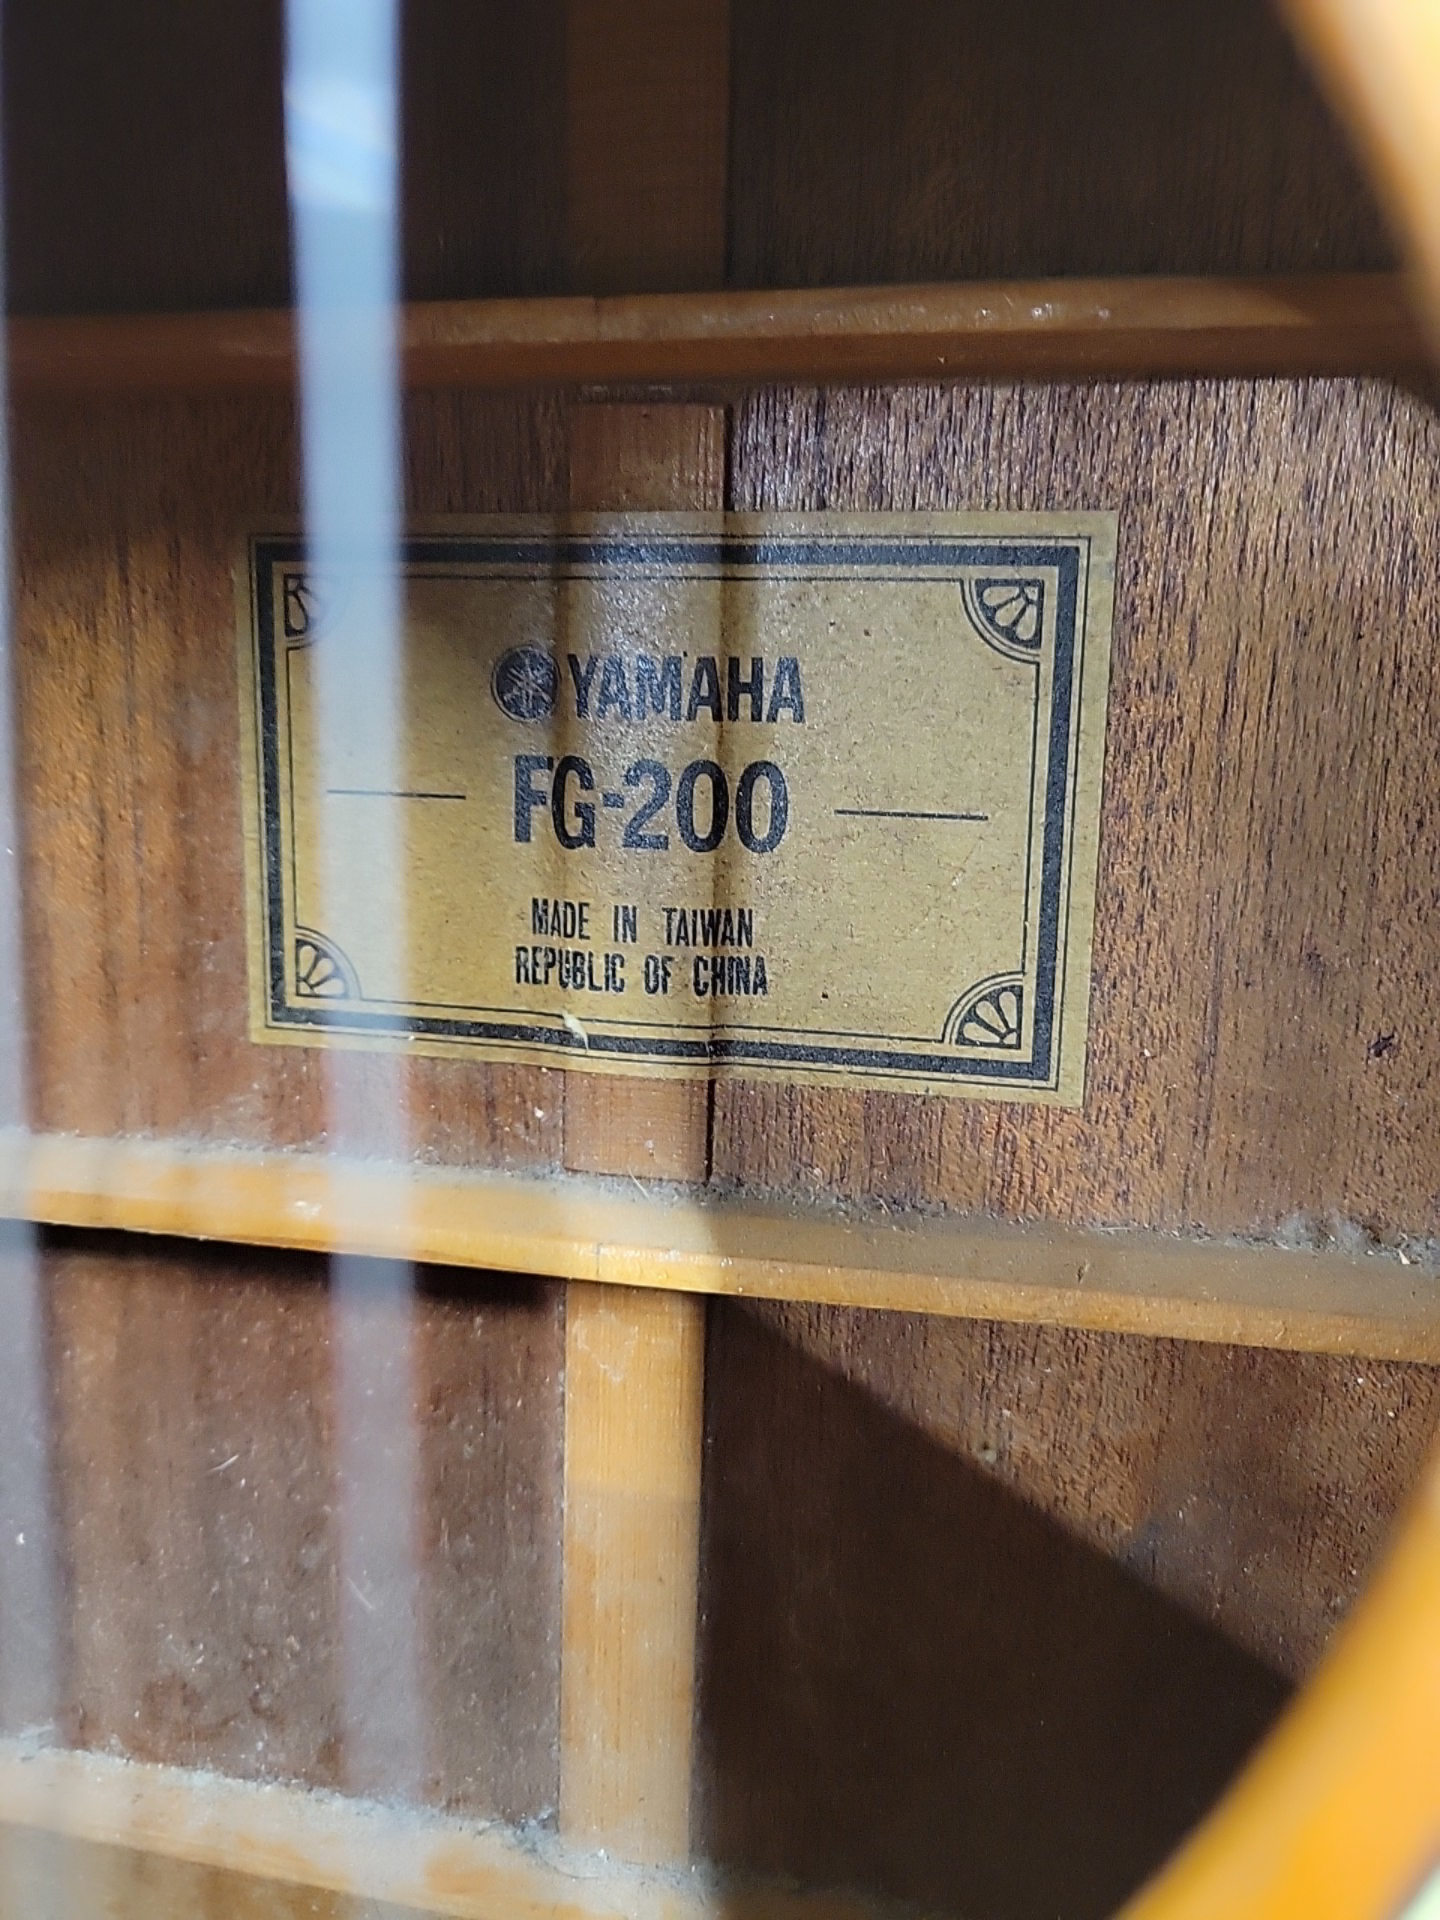 YAMAHA
FG-200
MADE IN TAIWAN
REPUBLIC OF CHINA